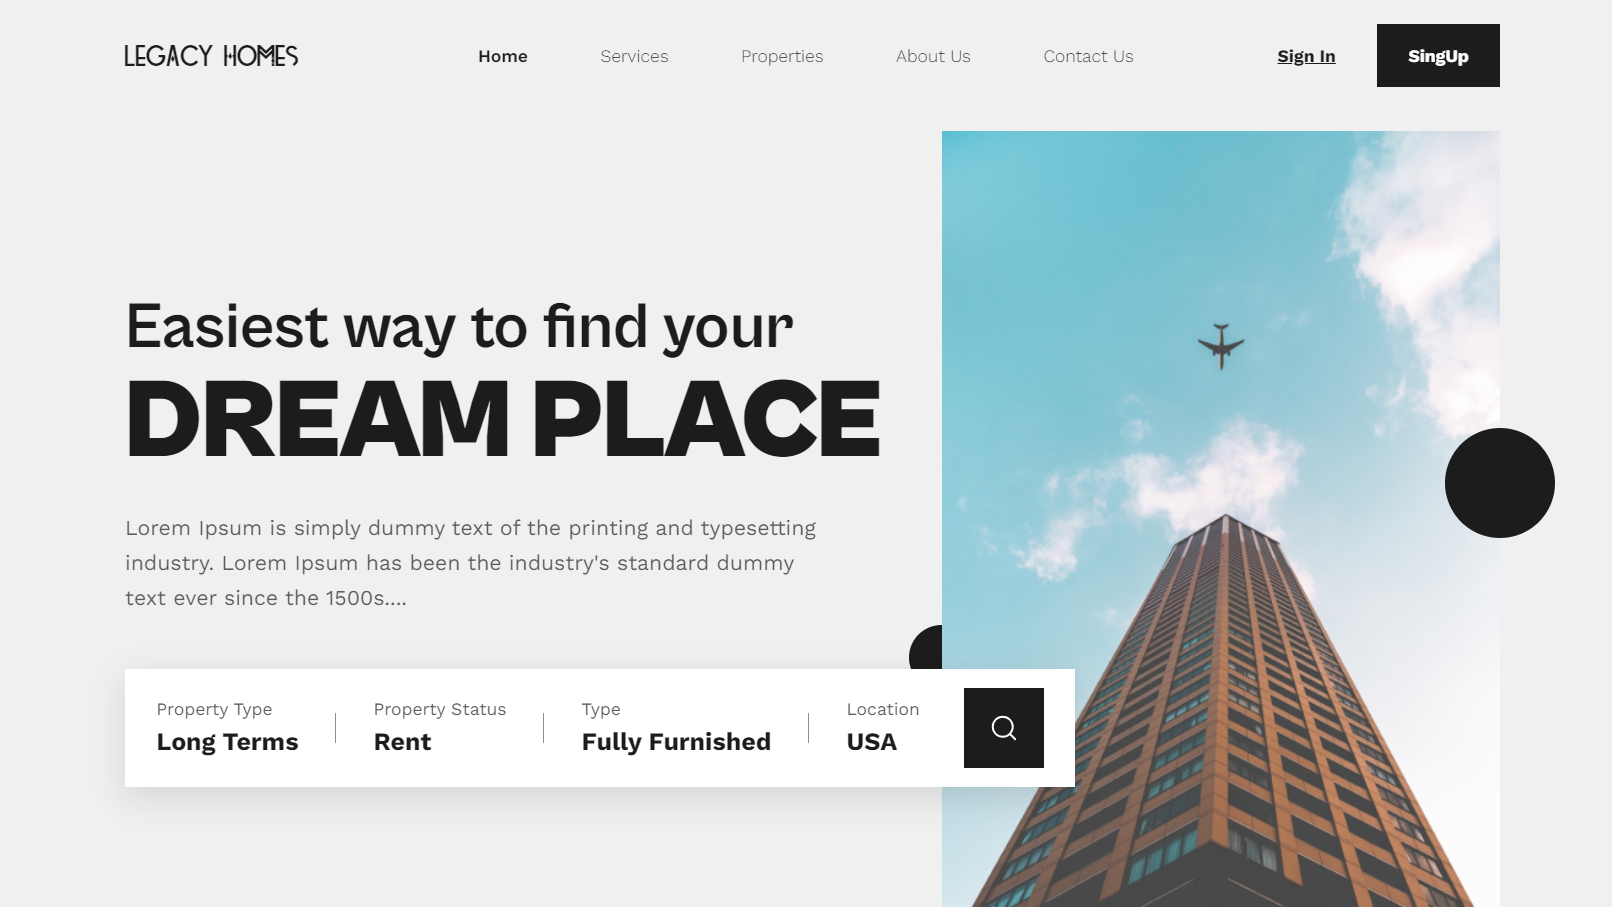 LEGACY HOMES
Home
Services
Properties
About Us
Contact Us
Sign In
SingUp
Easiest way to find your
DREAM PLACE
Lorem Ipsum is simply dummy text of the printing and typesetting
industry. Lorem Ipsum has been the industry's standard dummy
text ever since the 1500s....
Property Type
Long Terms
Property Status
Rent
Type
Fully Furnished
Location
USA